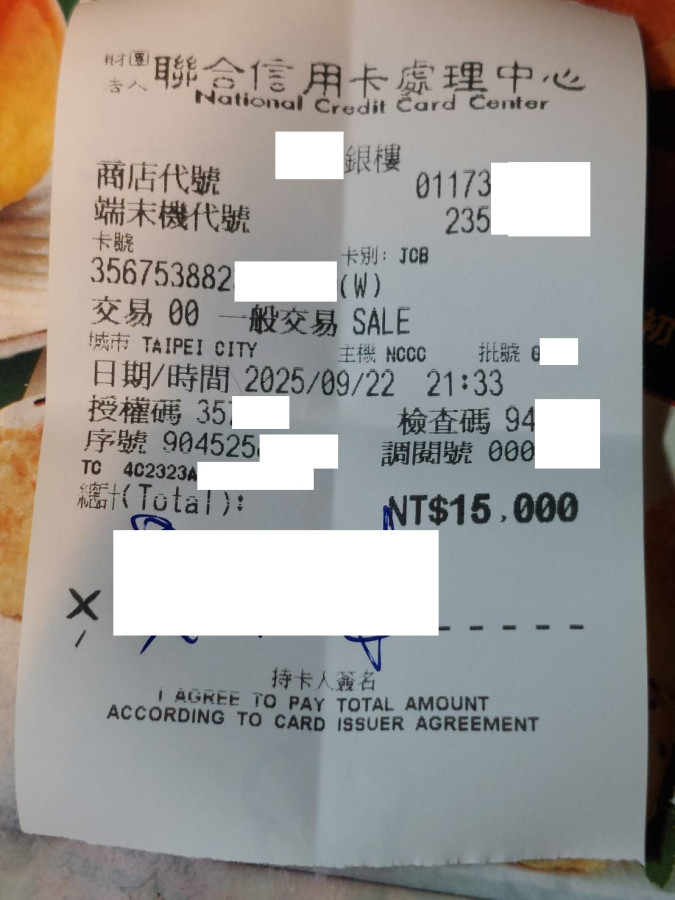 財團法人 聯合信用卡處理中心
National Credit Card Center
銀樓
商店代號 01173
端末機代號 235
卡號 卡別: JCB
356753882 (W)
交易 00 一般交易 SALE
城市 TAIPEI CITY 主機 NCCC 批號
日期/時間 2025/09/22 21:33
授權碼 35 檢查碼 94
序號 904525 調閱號 000
TC 4C2323A
總計(Total): NT$15,000
X
持卡人簽名
I AGREE TO PAY TOTAL AMOUNT
ACCORDING TO CARD ISSUER AGREEMENT
初